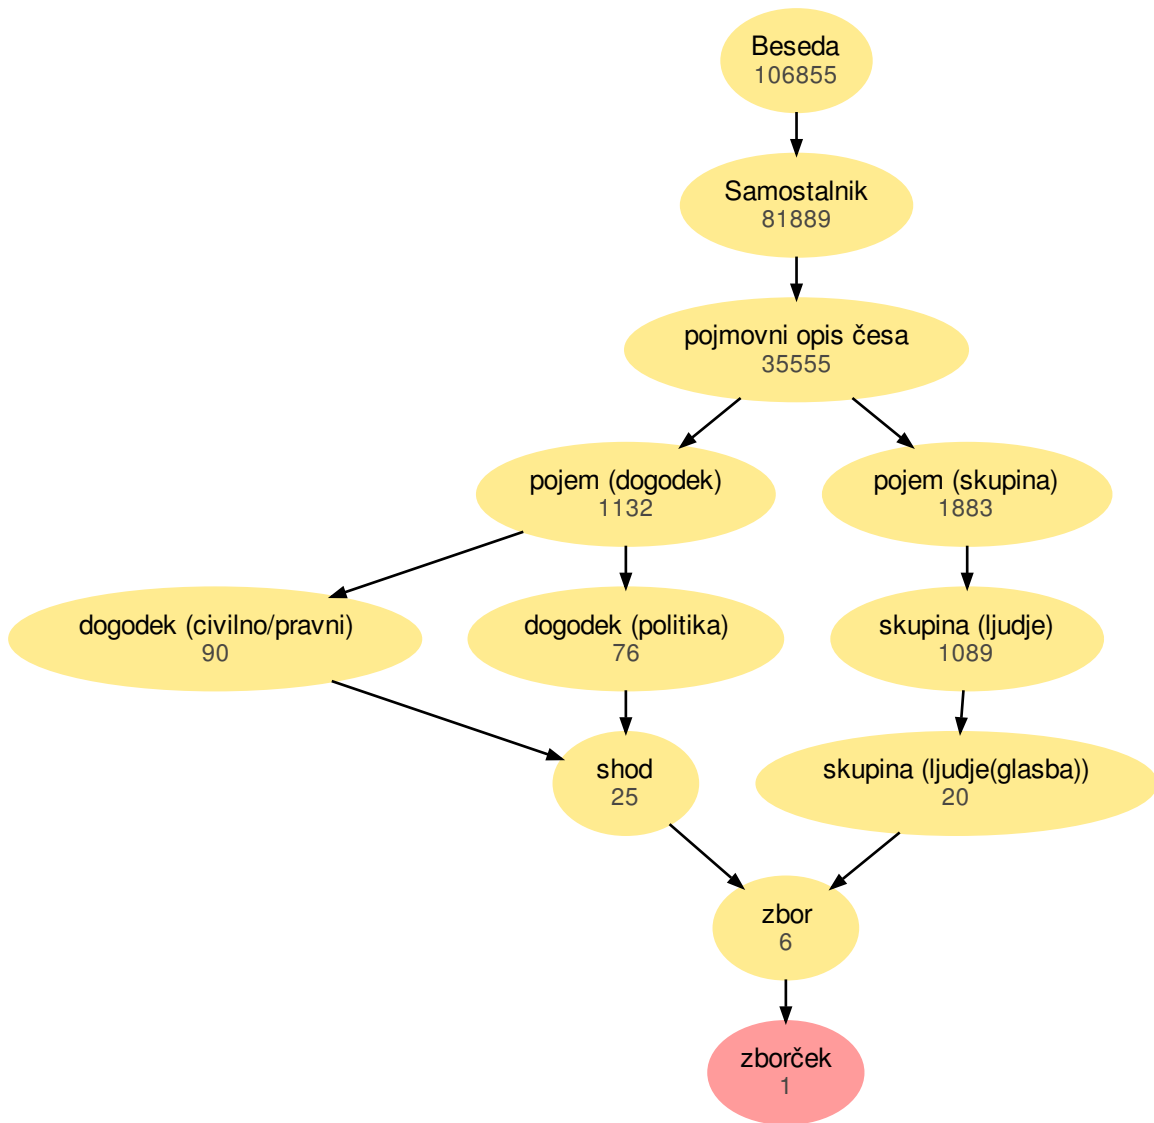 Beseda
106855
Samostalnik
81889
pojmovni opis česa
35555
pojem (dogodek)
1132
pojem (skupina)
1883
dogodek (civilno/pravni)
90
dogodek (politika)
76
skupina (ljudje)
1089
shod
25
skupina (ljudje(glasba))
20
zbor
6
zborček
1